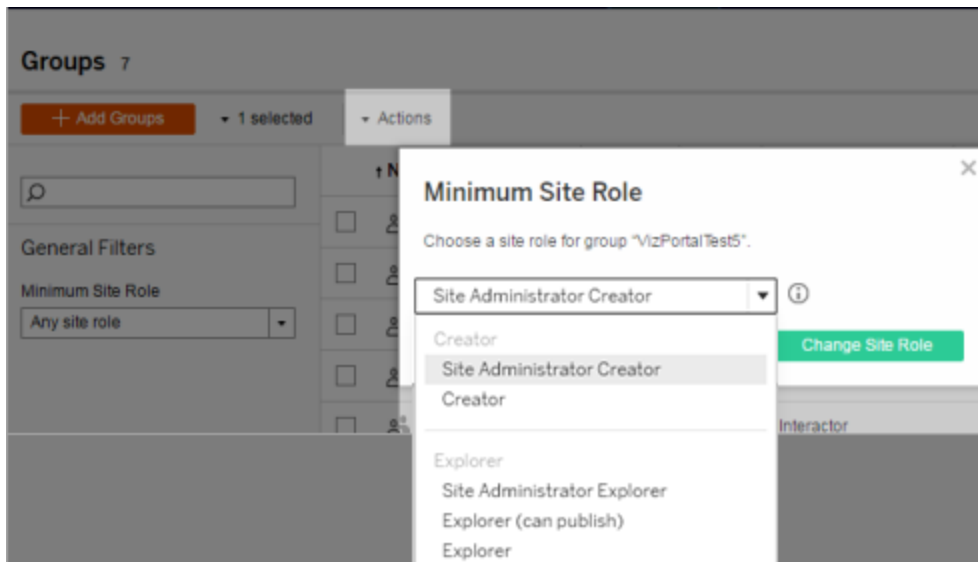 Groups 7
+ Add Groups
1 selected
Actions
↑ N
General Filters
Minimum Site Role
Any site role
Minimum Site Role
Choose a site role for group "VizPortalTest5".
Site Administrator Creator
Change Site Role
Creator
Site Administrator Creator
Creator
Interactor
Explorer
Site Administrator Explorer
Explorer (can publish)
Explorer